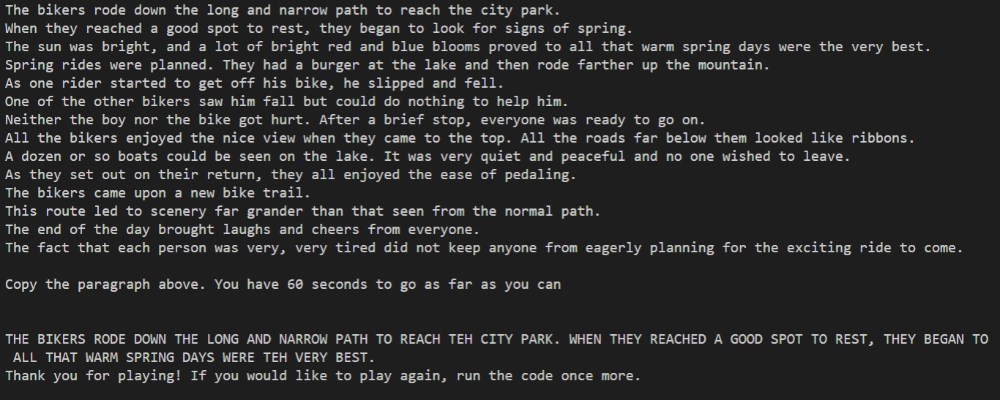 The bikers rode down the long and narrow path to reach the city park.
When they reached a good spot to rest, they began to look for signs of spring.
The sun was bright, and a lot of bright red and blue blooms proved to all that warm spring days were the very best.
Spring rides were planned. They had a burger at the lake and then rode farther up the mountain.
As one rider started to get off his bike, he slipped and fell.
One of the other bikers saw him fall but could do nothing to help him.
Neither the boy nor the bike got hurt. After a brief stop, everyone was ready to go on.
All the bikers enjoyed the nice view when they came to the top. All the roads far below them looked like ribbons.
A dozen or so boats could be seen on the lake. It was very quiet and peaceful and no one wished to leave.
As they set out on their return, they all enjoyed the ease of pedaling.
The bikers came upon a new bike trail.
This route led to scenery far grander than that seen from the normal path.
The end of the day brought laughs and cheers from everyone.
The fact that each person was very, very tired did not keep anyone from eagerly planning for the exciting ride to come.
Copy the paragraph above. You have 60 seconds to go as far as you can
THE BIKERS RODE DOWN THE LONG AND NARROW PATH TO REACH TEH CITY PARK. WHEN THEY REACHED A GOOD SPOT TO REST, THEY BEGAN TO
ALL THAT WARM SPRING DAYS WERE TEH VERY BEST.
Thank you for playing! If you would like to play again, run the code once more.